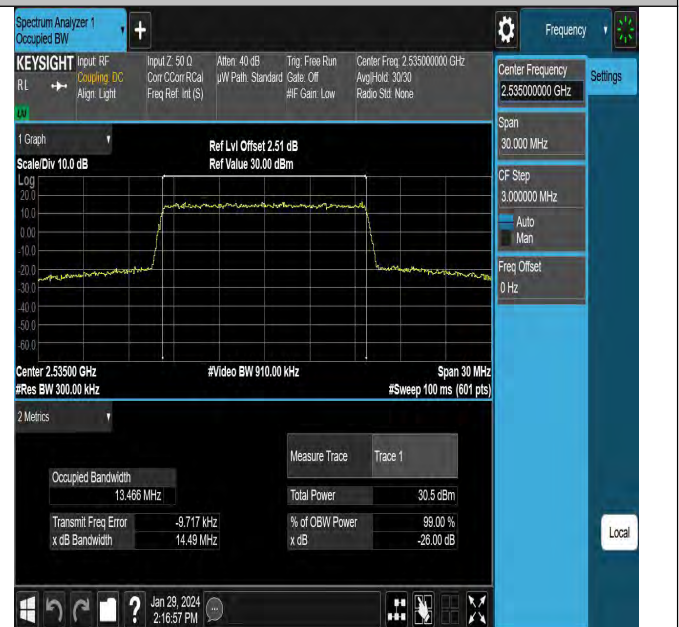 Spectrum Analyzer 1
Occupied BW
+
Frequency
KEYSIGHT
RL
LV
Input: RF
Coupling: DC
Align: Light
Input Z: 50 Ω
Corr CCorr RCal
Freq Ref: Int (S)
Atten: 40 dB
µW Path: Standard
Trig: Free Run
Gate: Off
#IF Gain: Low
Center Freq: 2.535000000 GHz
Avg|Hold: 30/30
Radio Std: None
Center Frequency
2.535000000 GHz
Settings
Span
30.000 MHz
CF Step
3.000000 MHz
Auto
Man
Freq Offset
0 Hz
1 Graph
Scale/Div 10.0 dB
Ref Lvl Offset 2.51 dB
Ref Value 30.00 dBm
Log
20.0
10.0
0.00
-10.0
-20.0
-30.0
-40.0
-50.0
-60.0
Center 2.53500 GHz
#Res BW 300.00 kHz
#Video BW 910.00 kHz
Span 30 MHz
#Sweep 100 ms (601 pts)
2 Metrics
Measure Trace Trace 1
Occupied Bandwidth
13.466 MHz
Total Power 30.5 dBm
Transmit Freq Error -9.717 kHz
% of OBW Power 99.00 %
x dB Bandwidth 14.49 MHz
x dB -26.00 dB
Local
?
Jan 29, 2024
2:16:57 PM